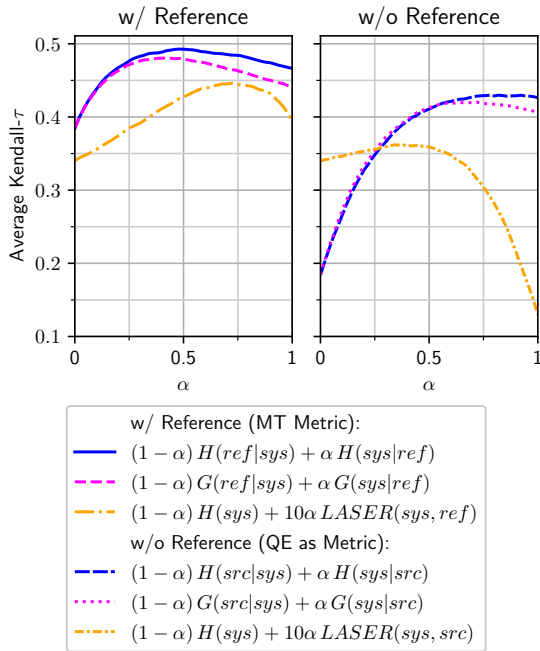 w/ Reference
w/o Reference
Average Kendall-τ
0.5
0.4
0.3
0.2
0.1
0 0.5 1
0 0.5 1
α
α
w/ Reference (MT Metric):
(1 − α) H(ref|sys) + α H(sys|ref)
(1 − α) G(ref|sys) + α G(sys|ref)
(1 − α) H(sys) + 10α LASER(sys, ref)
w/o Reference (QE as Metric):
(1 − α) H(src|sys) + α H(sys|src)
(1 − α) G(src|sys) + α G(sys|src)
(1 − α) H(sys) + 10α LASER(sys, src)